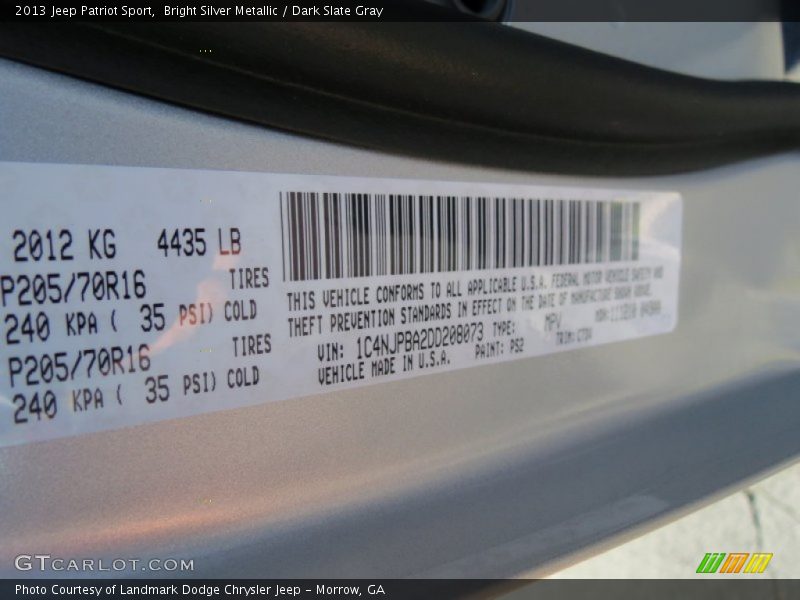 2013 Jeep Patriot Sport,  Bright Silver Metallic / Dark Slate Gray
2012 KG 4435 LB
P205/70R16 TIRES
240 KPA ( 35 PSI) COLD
P205/70R16 TIRES
240 KPA ( 35 PSI) COLD
THIS VEHICLE CONFORMS TO ALL APPLICABLE U.S.A. FEDERAL MOTOR VEHICLE SAFETY AND
THEFT PREVENTION STANDARDS IN EFFECT ON THE DATE OF MANUFACTURE SHOWN ABOVE.
VIN: 1C4NJPBA2DD208073 TYPE: MPV
VEHICLE MADE IN U.S.A. PAINT: PS2 TRIM:
GTCARLOT.COM
Photo Courtesy of Landmark Dodge Chrysler Jeep - Morrow, GA